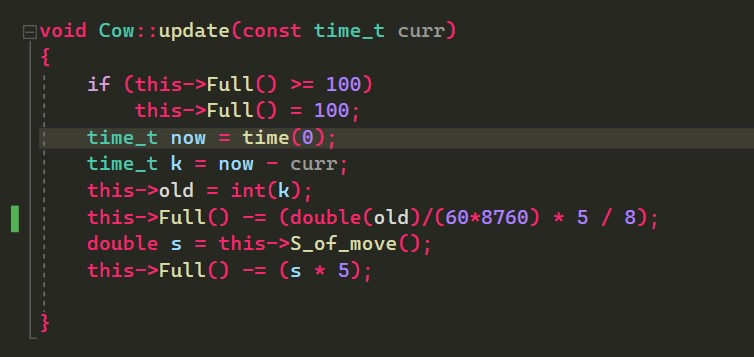 void Cow::update(const time_t curr)
{
if (this->Full() >= 100)
this->Full() = 100;
time_t now = time(0);
time_t k = now - curr;
this->old = int(k);
this->Full() -= (double(old)/(60*8760) * 5 / 8);
double s = this->S_of_move();
this->Full() -= (s * 5);
}